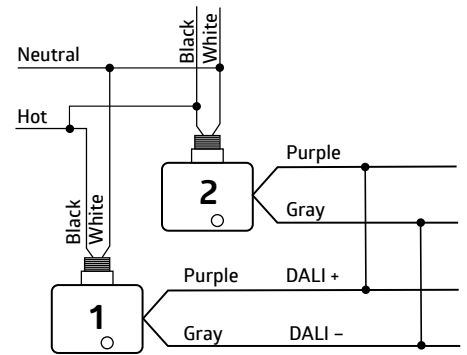 Black
White
Neutral
Hot
Purple
2
Gray
Black
White
Purple DALI +
1
Gray DALI –